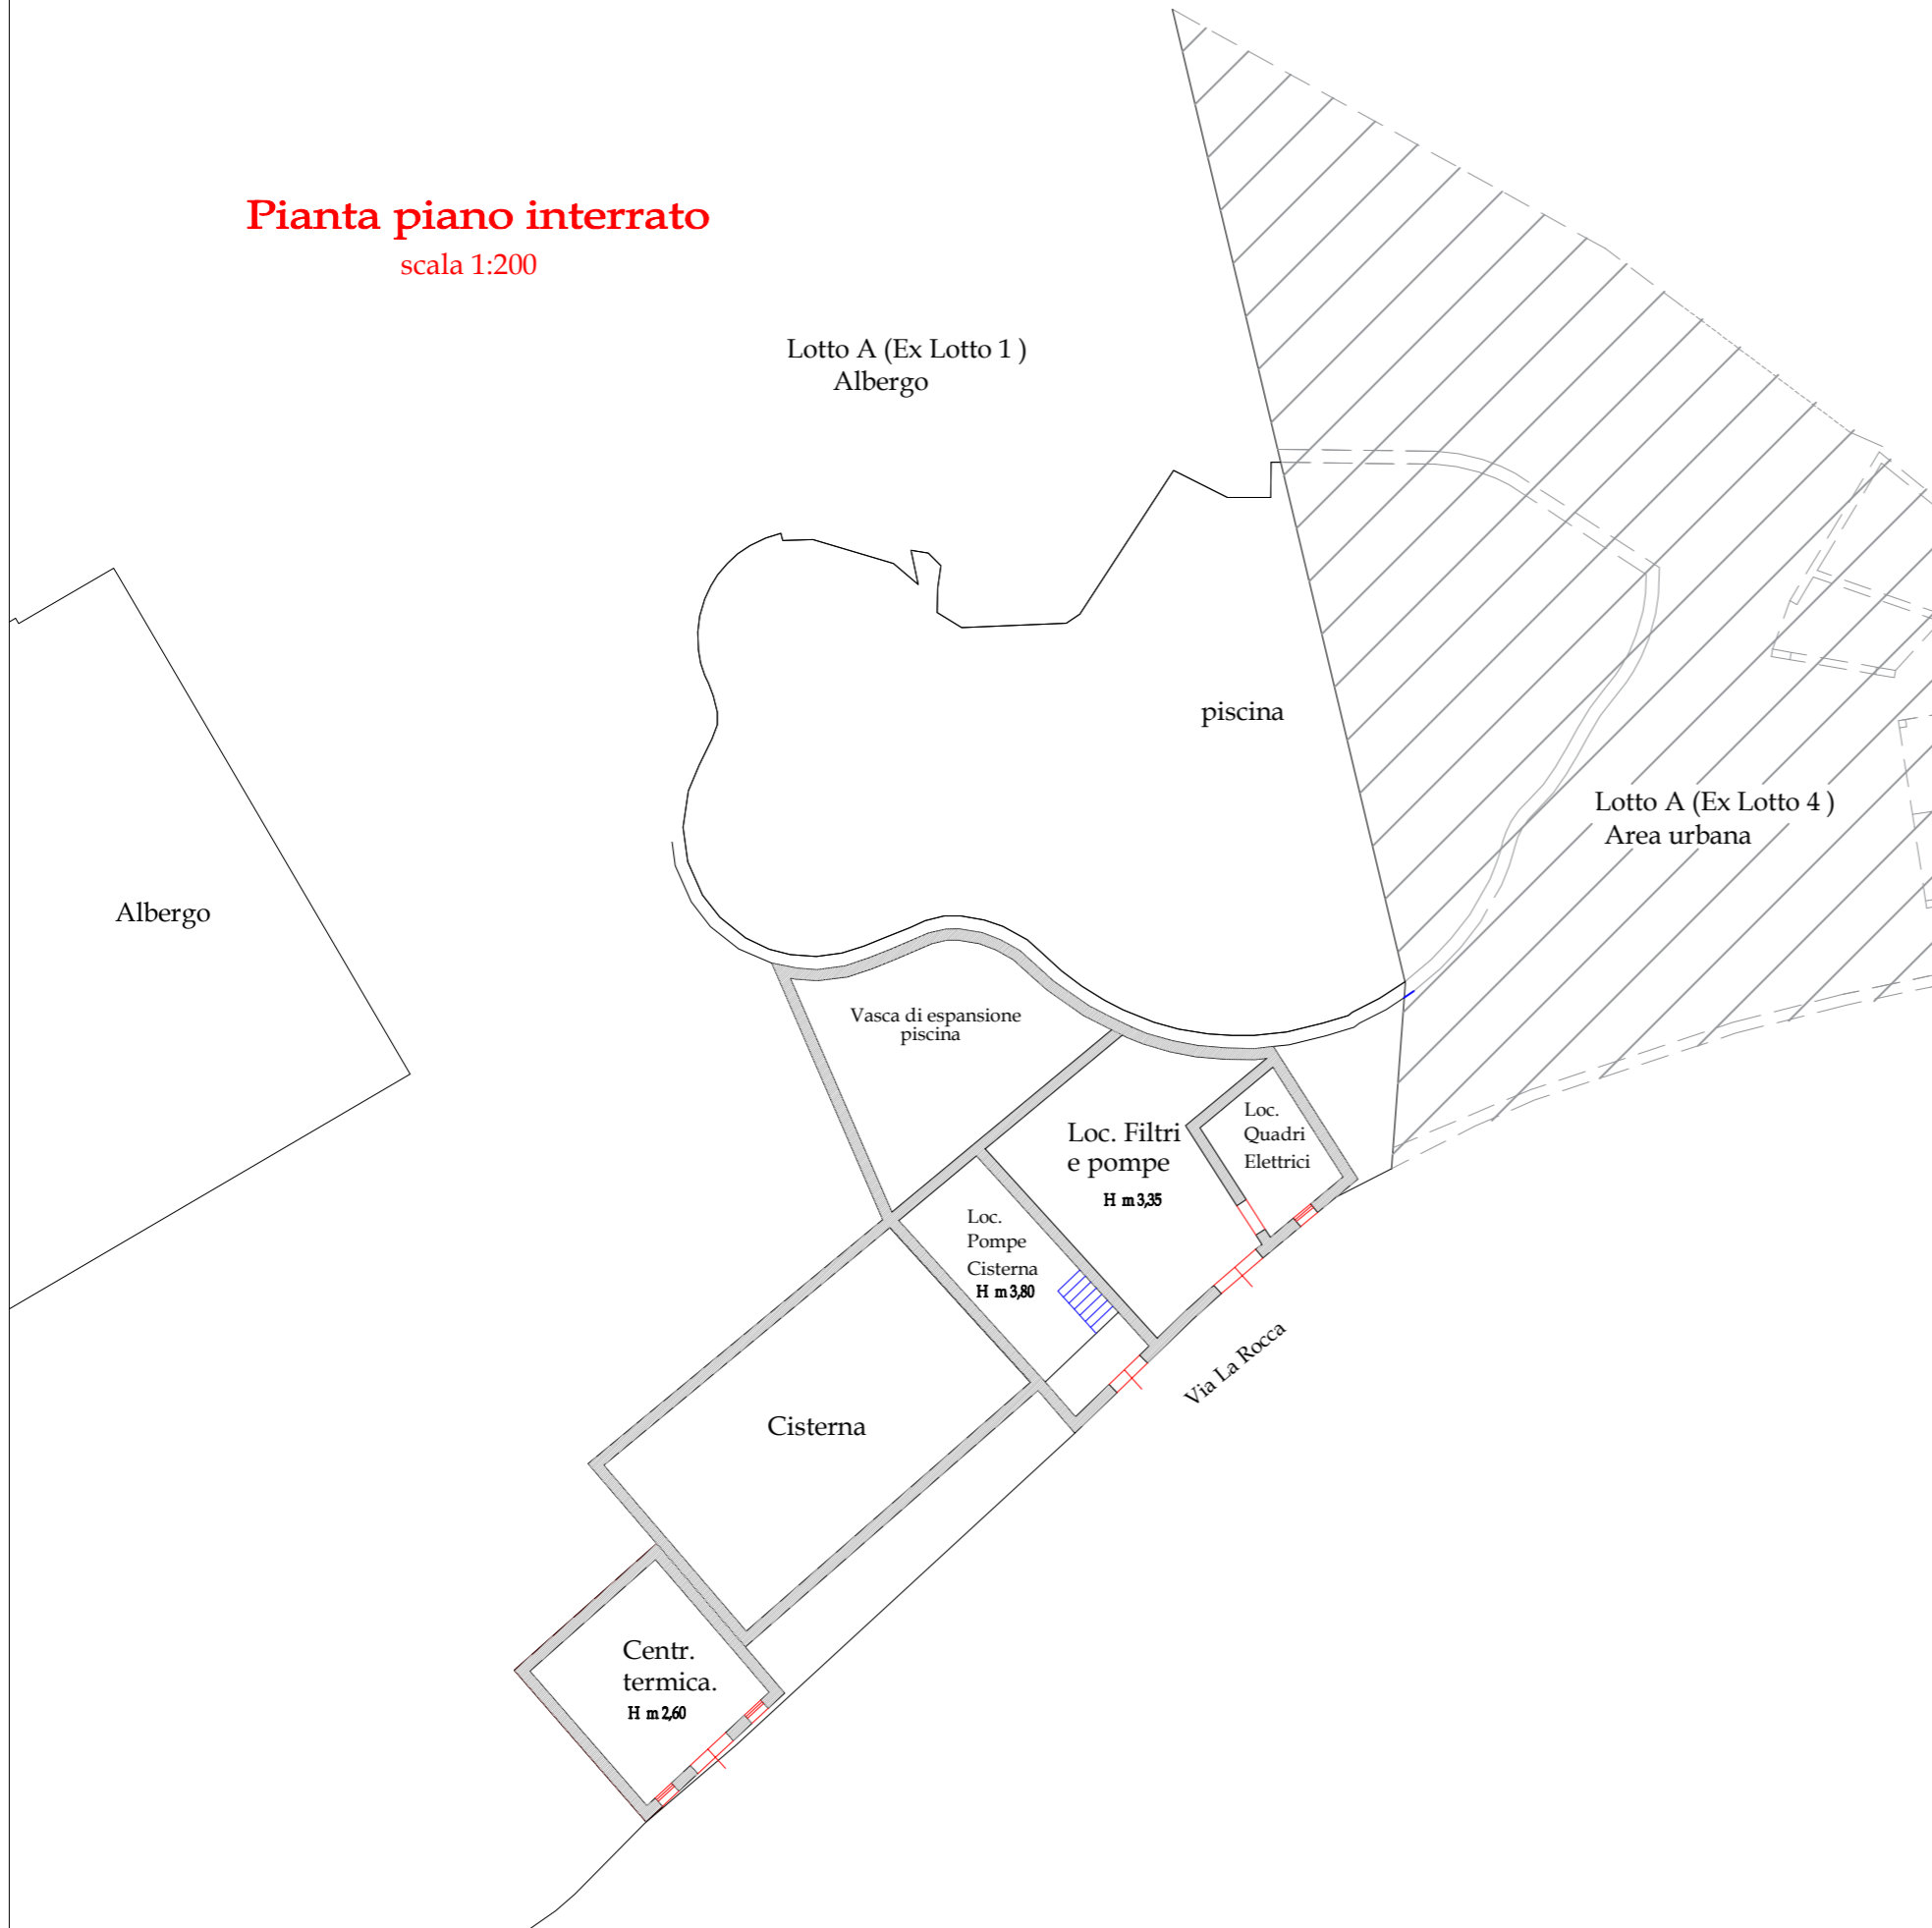 Pianta piano interrato
scala 1:200
Lotto A (Ex Lotto 1 )
Albergo
piscina
Lotto A (Ex Lotto 4 )
Area urbana
Albergo
Vasca di espansione
piscina
Loc. Filtri
e pompe
H m 3,35
Loc.
Quadri
Elettrici
Loc.
Pompe
Cisterna
H m 3,80
Via La Rocca
Cisterna
Centr.
termica.
H m 2,60